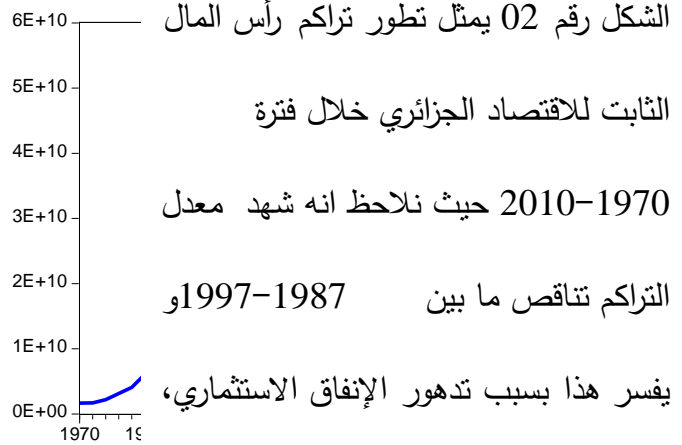 الشكل رقم 02 يمثل تطور تراكم رأس المال
الثابت للاقتصاد الجزائري خلال فترة
1970-2010 حيث نلاحظ انه شهد معدل
التراكم تناقص ما بين 1987-1997و
يفسر هذا بسبب تدهور الإنفاق الاستثماري،
6E+10
5E+10
4E+10
3E+10
2E+10
1E+10
0E+00
1970